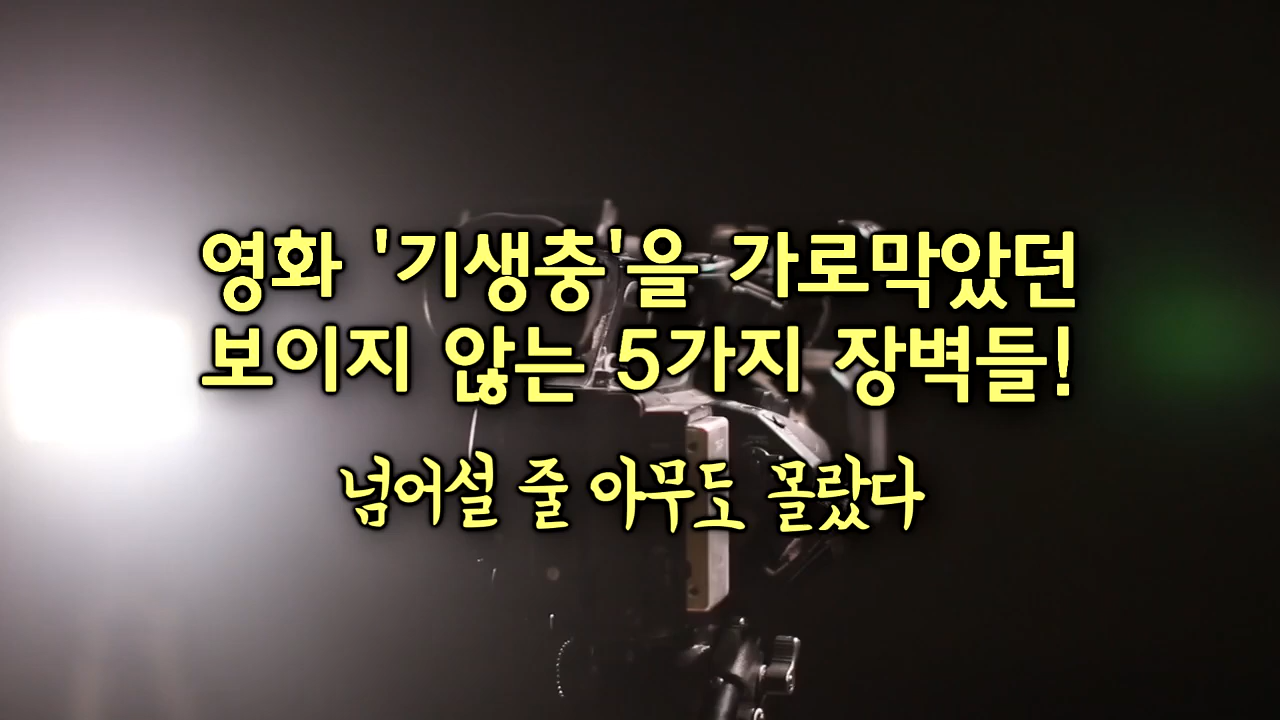 영화 '기생충'을 가로막았던
보이지 않는 5가지 장벽들!
넘어설 줄 아무도 몰랐다